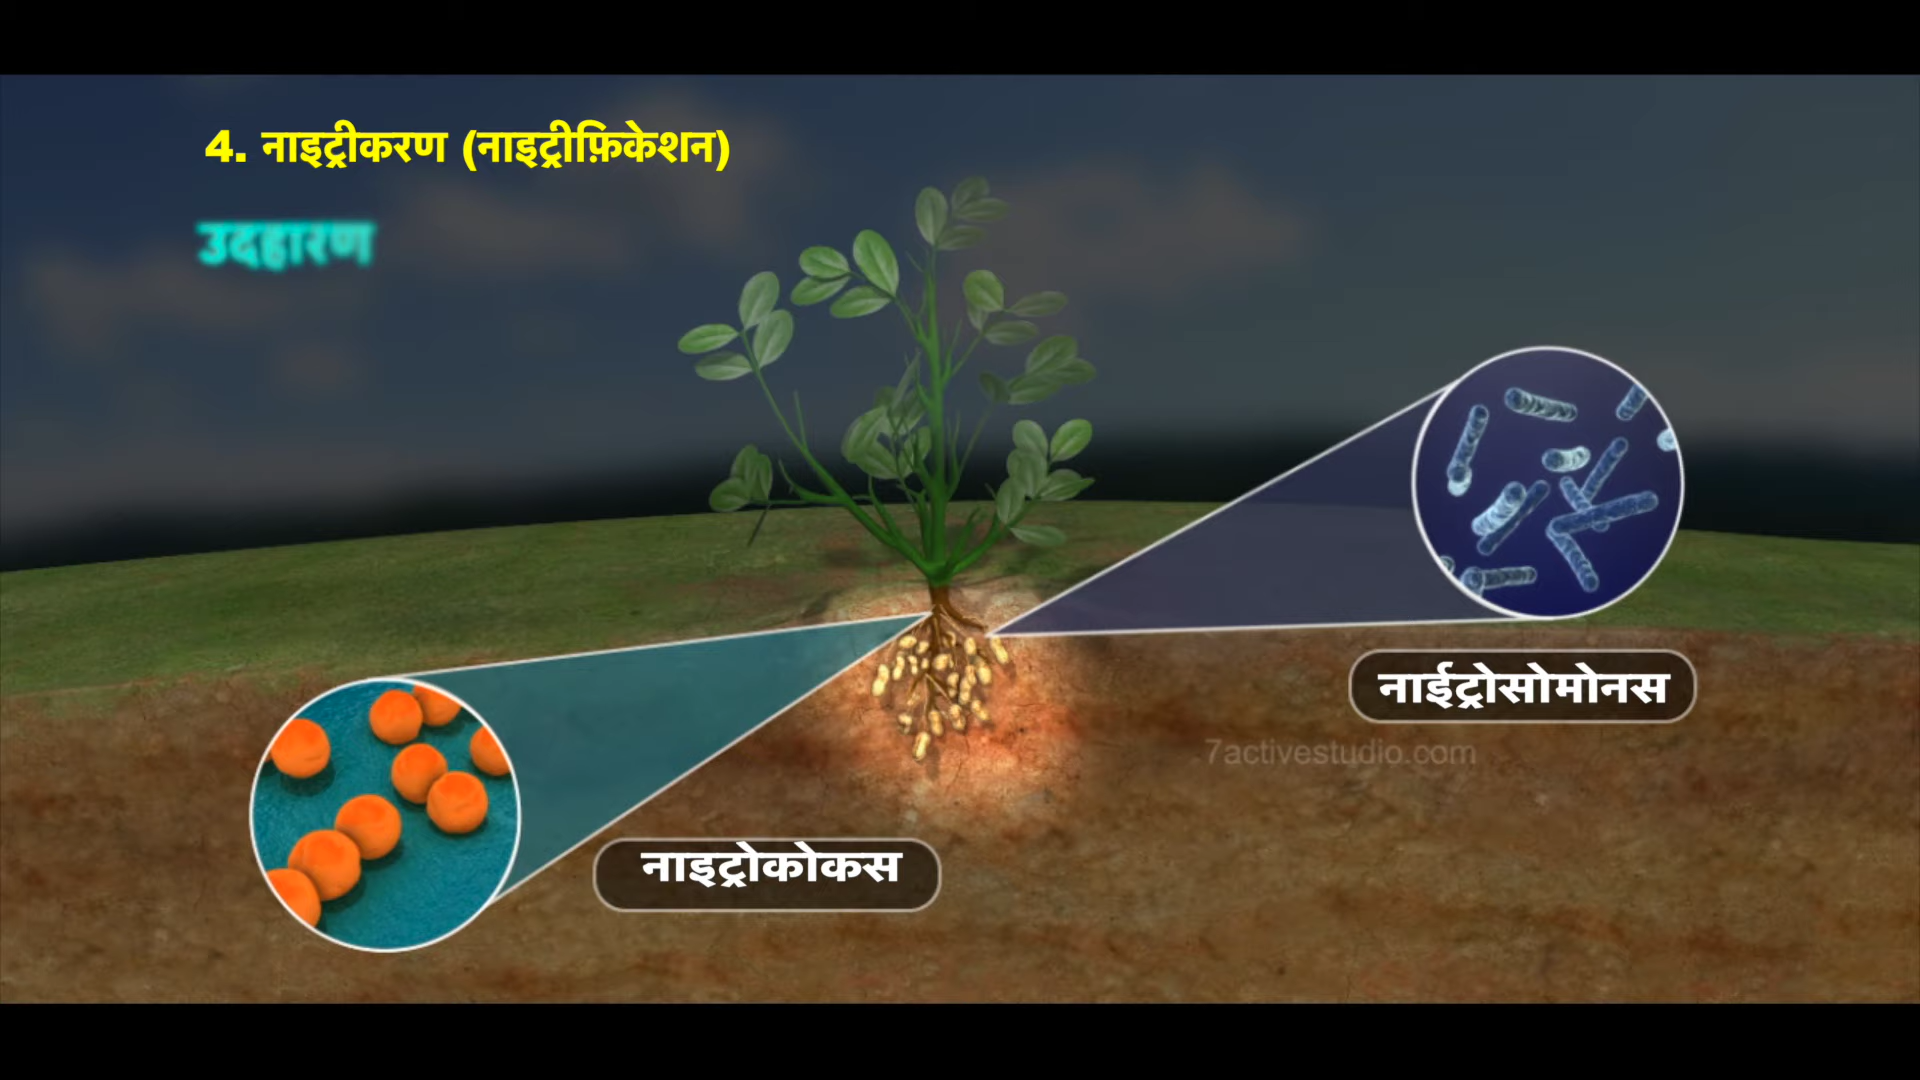 4. नाइट्रीकरण (नाइट्रीफ़िकेशन)
उदहारण
नाईट्रोसोमोनस
7activestudio.com
नाइट्रोकोकस